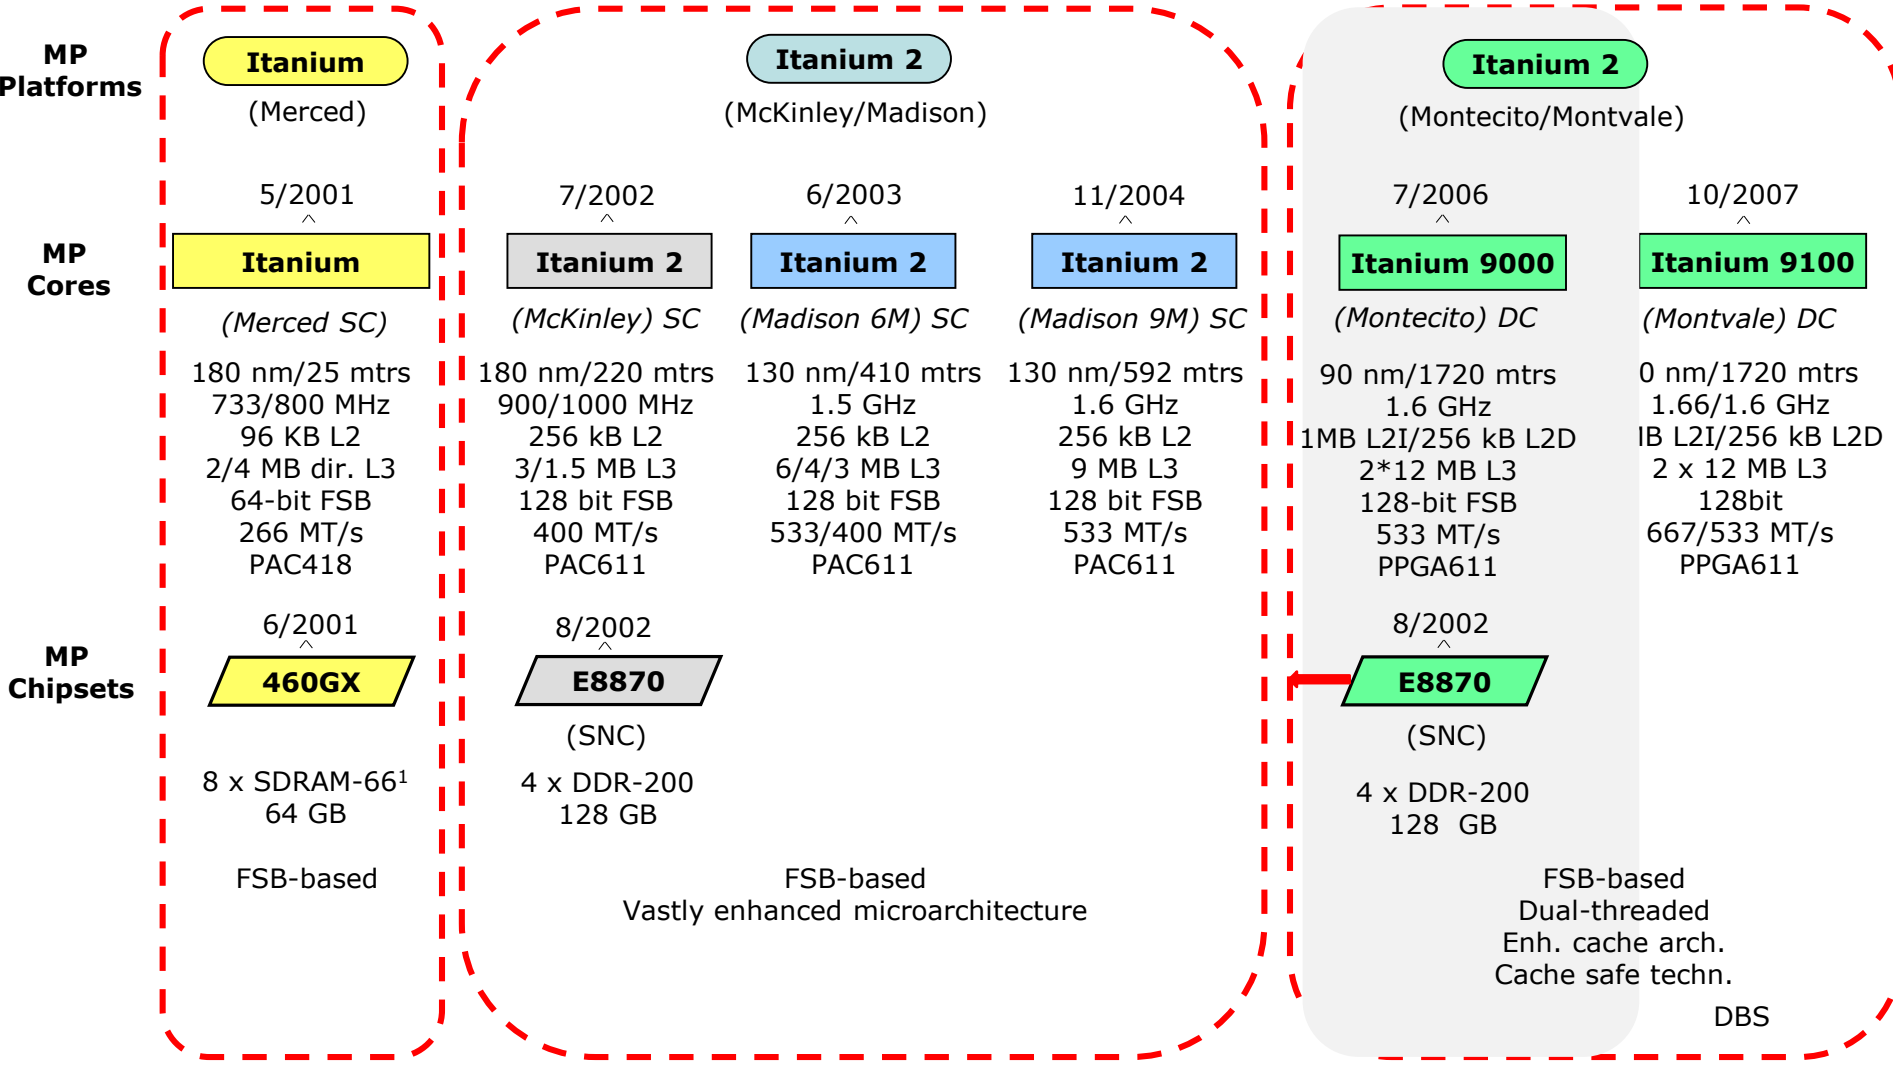 MP
Platforms
Itanium
(Merced)
Itanium 2
(McKinley/Madison)
Itanium 2
(Montecito/Montvale)
MP
Cores
5/2001
Itanium
(Merced SC)
180 nm/25 mtrs
733/800 MHz
96 KB L2
2/4 MB dir. L3
64-bit FSB
266 MT/s
PAC418
7/2002
Itanium 2
(McKinley) SC
180 nm/220 mtrs
900/1000 MHz
256 kB L2
3/1.5 MB L3
128 bit FSB
400 MT/s
PAC611
6/2003
Itanium 2
(Madison 6M) SC
130 nm/410 mtrs
1.5 GHz
256 kB L2
6/4/3 MB L3
128 bit FSB
533/400 MT/s
PAC611
11/2004
Itanium 2
(Madison 9M) SC
130 nm/592 mtrs
1.6 GHz
256 kB L2
9 MB L3
128 bit FSB
533 MT/s
PAC611
7/2006
Itanium 9000
(Montecito) DC
90 nm/1720 mtrs
1.6 GHz
1MB L2I/256 kB L2D
2*12 MB L3
128-bit FSB
533 MT/s
PPGA611
10/2007
Itanium 9100
(Montvale) DC
0 nm/1720 mtrs
1.66/1.6 GHz
L2I/256 kB L2D
2 x 12 MB L3
128bit
667/533 MT/s
PPGA611
MP
Chipsets
6/2001
460GX
8 x SDRAM-66¹
64 GB
FSB-based
8/2002
E8870
(SNC)
4 x DDR-200
128 GB
FSB-based
Vastly enhanced microarchitecture
8/2002
E8870
(SNC)
4 x DDR-200
128 GB
FSB-based
Dual-threaded
Enh. cache arch.
Cache safe techn.
DBS